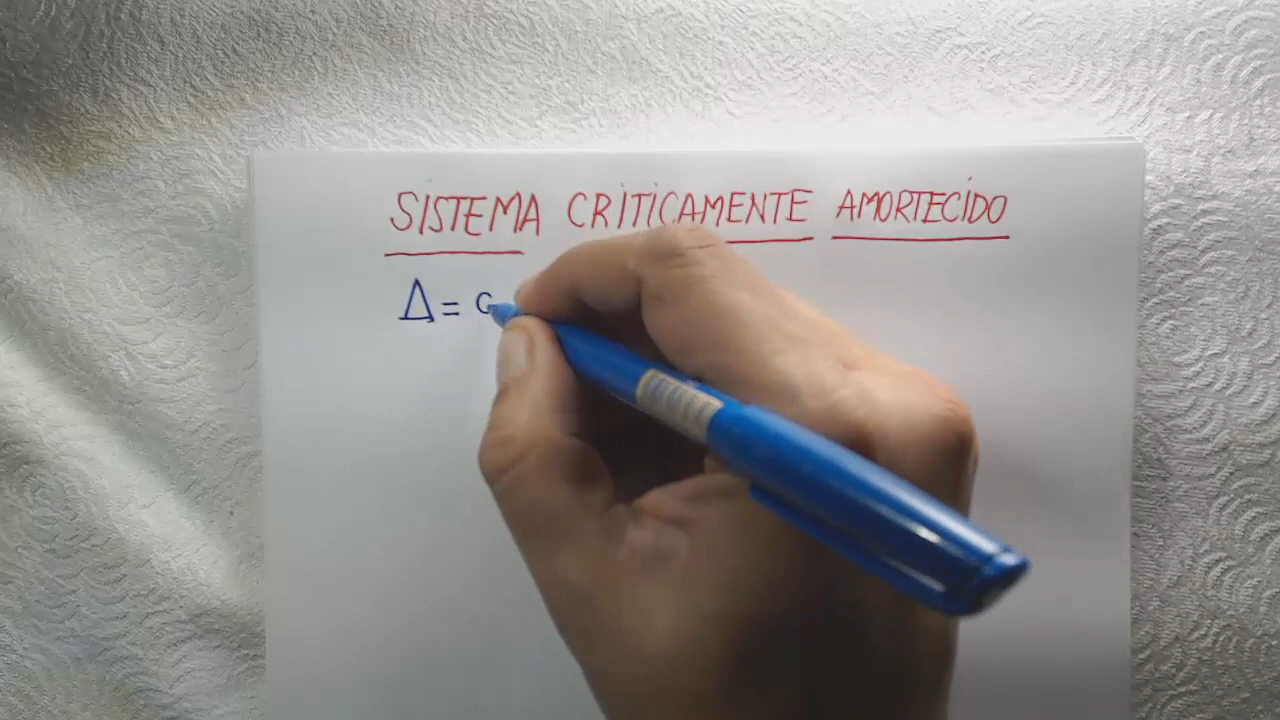 SISTEMA CRITICAMENTE AMORTECIDO
Δ = c